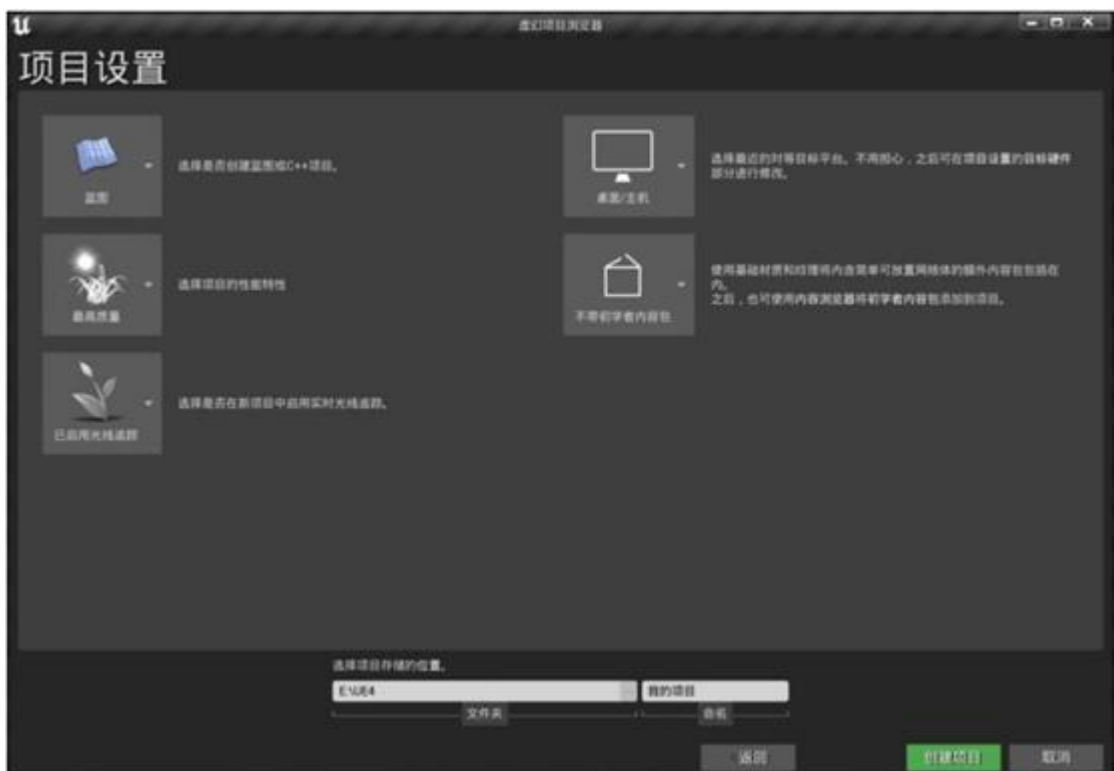 虚幻项目浏览器
项目设置
蓝图
选择是否创建蓝图或C++项目。
桌面/主机
选择最近的对等目标平台。不用担心，之后可在项目设置的目标硬件
部分进行修改。
最高质量
选择项目的性能特性
不带初学者内容包
使用基础材质和纹理将内含简单可放置网格体的额外内容包包括在
内。
之后，也可使用内容浏览器将初学者内容包添加到项目。
已启用光线追踪
选择是否在新项目中启用实时光线追踪。
选择项目存储的位置。
E:\UE4
我的项目
文件夹
命名
返回
创建项目
取消